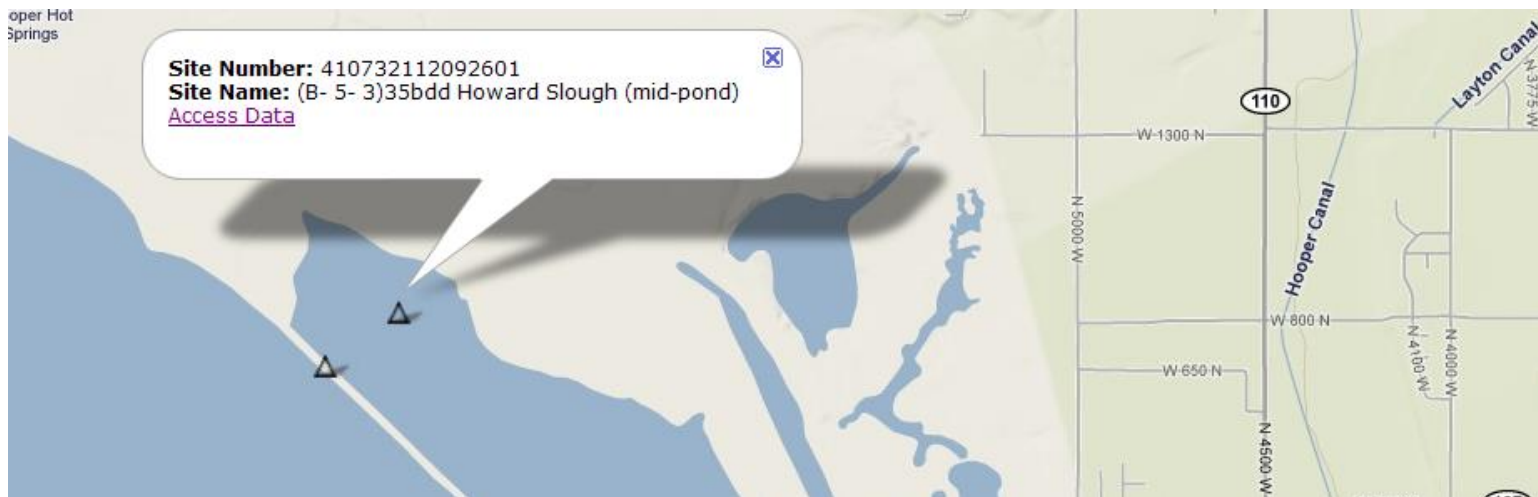 oper Hot
Springs
Site Number: 410732112092601
Site Name: (B- 5- 3)35bdd Howard Slough (mid-pond)
Access Data
110
Layton Canal
N 3775 W
W 1300 N
N 5000 W
Hooper Canal
W 800 N
N 4100 W
N 4000 W
W 650 N
N 4500 W